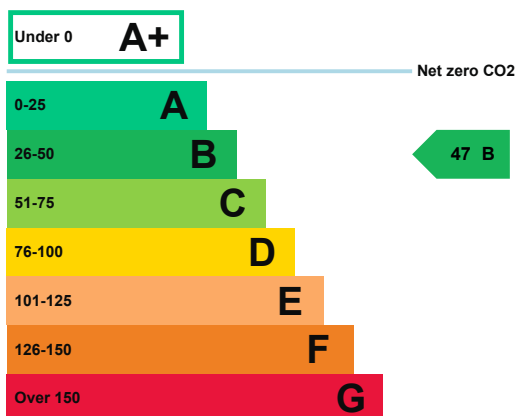 Under 0 A+
Net zero CO2
0-25 A
26-50 B
47 B
51-75 C
76-100 D
101-125 E
126-150 F
Over 150 G